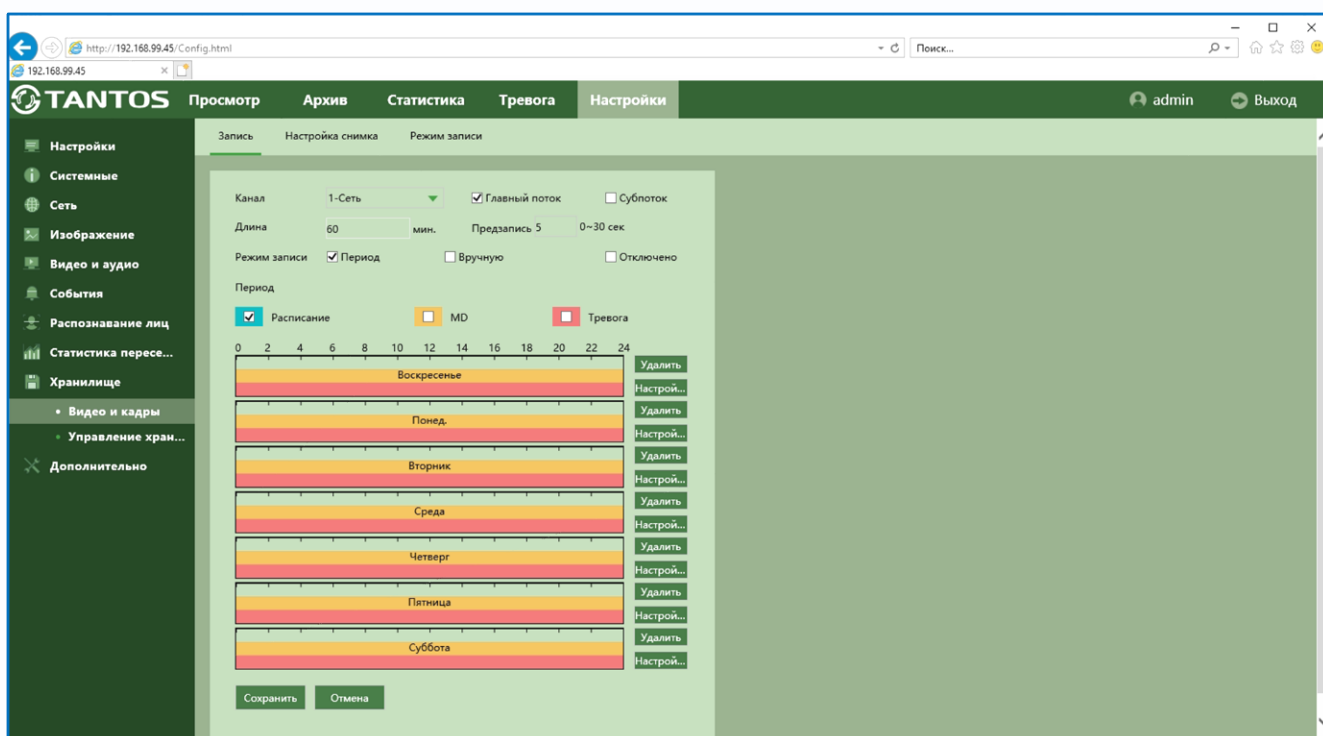 http://192.168.99.45/Config.html Поиск...
192.168.99.45
TANTOS Просмотр Архив Статистика Тревога Настройки admin Выход
Настройки
Системные
Сеть
Изображение
Видео и аудио
События
Распознавание лиц
Статистика пересе...
Хранилище
• Видео и кадры
• Управление хран...
Дополнительно
Запись Настройка снимка Режим записи
Канал 1-Сеть Главный поток Субпоток
Длина 60 мин. Предзапись 5 0~30 сек
Режим записи Период Вручную Отключено
Период
Расписание MD Тревога
0 2 4 6 8 10 12 14 16 18 20 22 24
Воскресенье
Удалить
Настрой...
Понед.
Удалить
Настрой...
Вторник
Удалить
Настрой...
Среда
Удалить
Настрой...
Четверг
Удалить
Настрой...
Пятница
Удалить
Настрой...
Суббота
Удалить
Настрой...
Сохранить Отмена